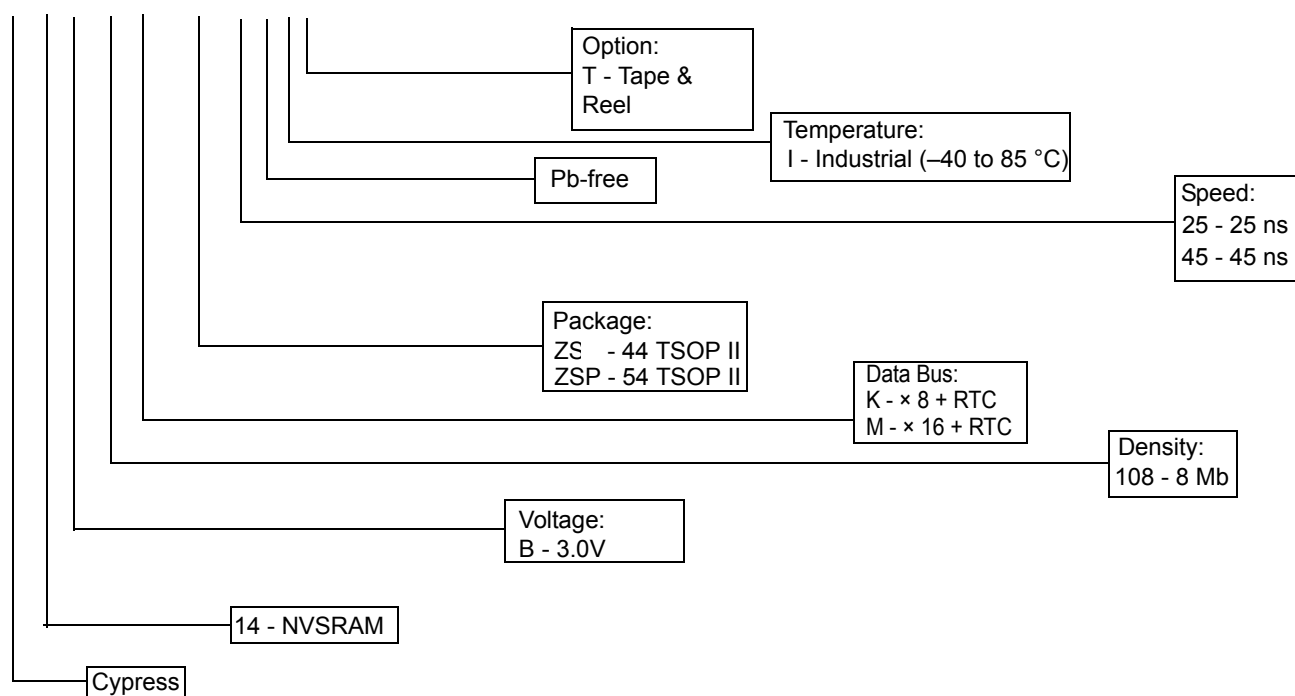 Option:
T - Tape &
Reel
Temperature:
I - Industrial (–40 to 85 °C)
Pb-free
Speed:
25 - 25 ns
45 - 45 ns
Package:
ZS - 44 TSOP II
ZSP - 54 TSOP II
Data Bus:
K - × 8 + RTC
M - × 16 + RTC
Density:
108 - 8 Mb
Voltage:
B - 3.0V
14 - NVSRAM
Cypress